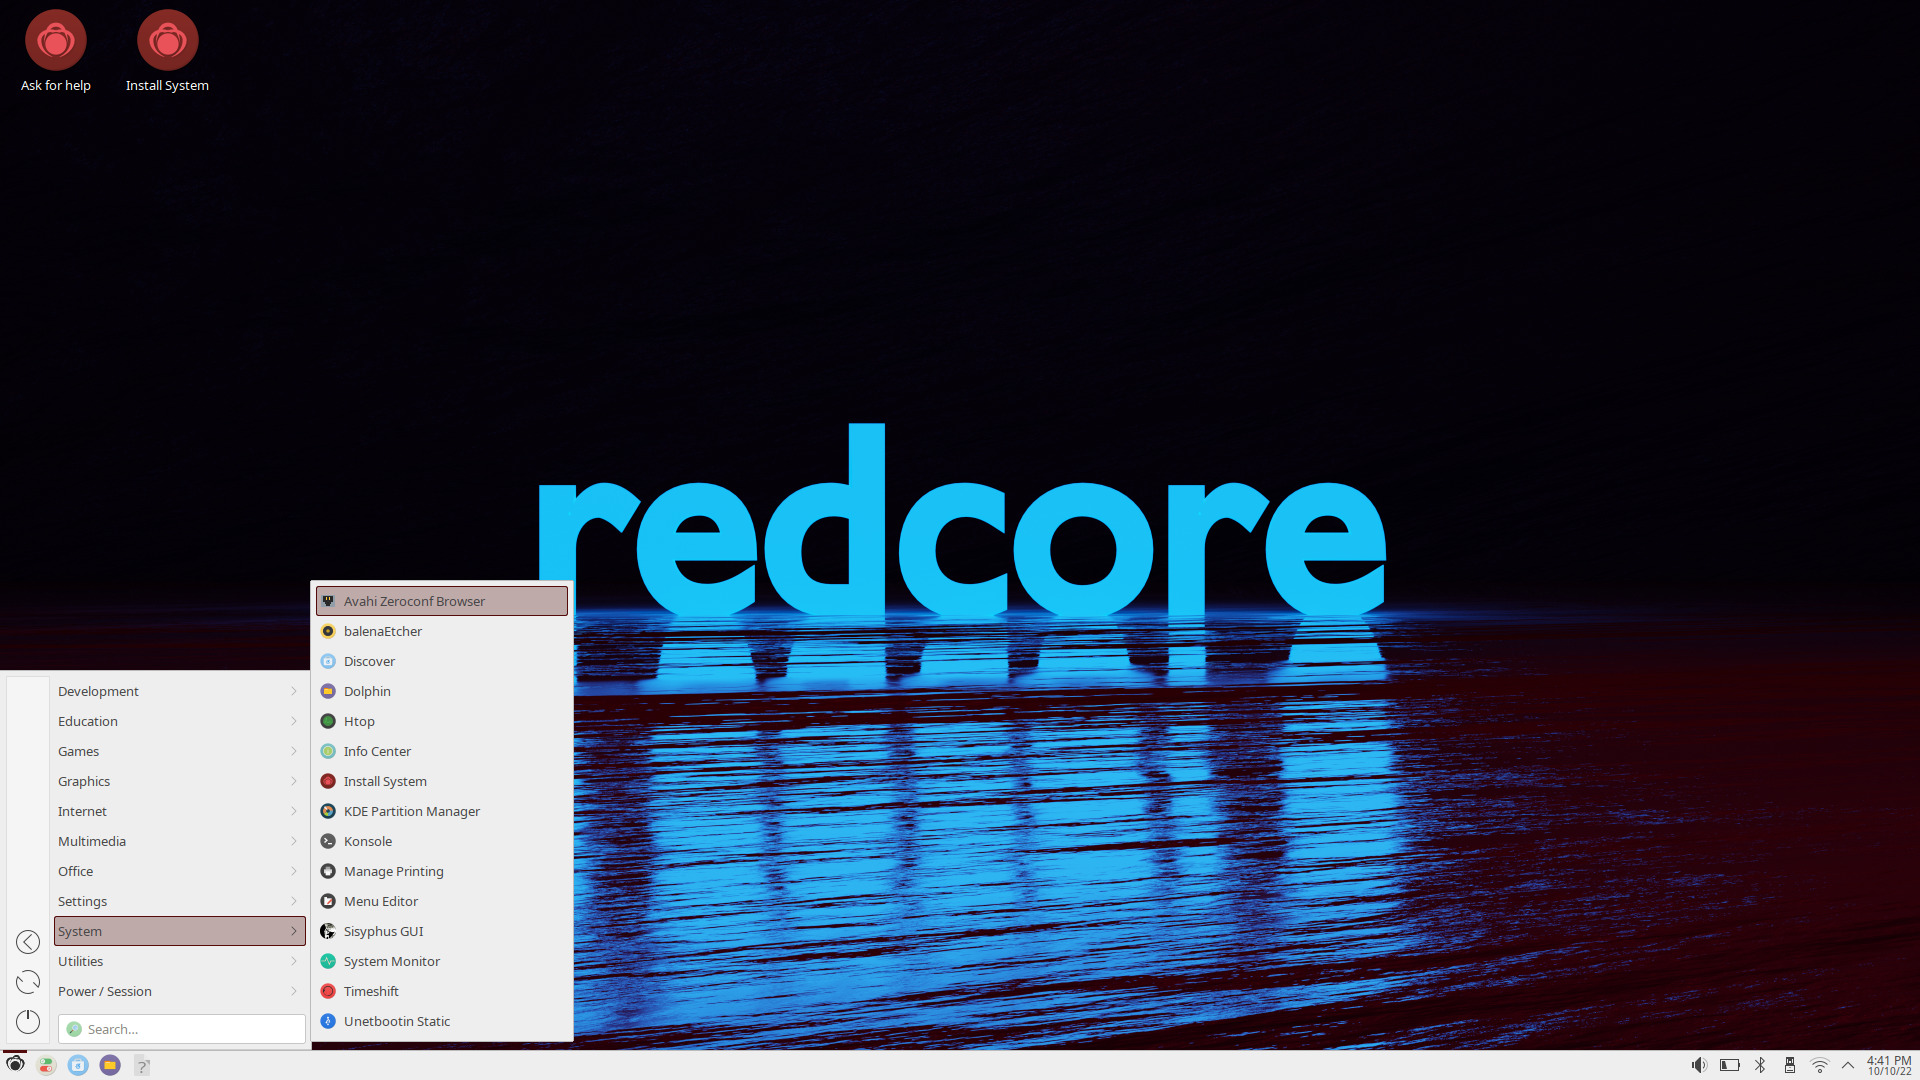 Ask for help
Install System
redcore
Avahi Zeroconf Browser
balenaEtcher
Discover
Dolphin
Htop
Info Center
Install System
KDE Partition Manager
Konsole
Manage Printing
Menu Editor
Sisyphus GUI
System Monitor
Timeshift
Unetbootin Static
Development
Education
Games
Graphics
Internet
Multimedia
Office
Settings
System
Utilities
Power / Session
Search...
?
4:41 PM
10/10/22